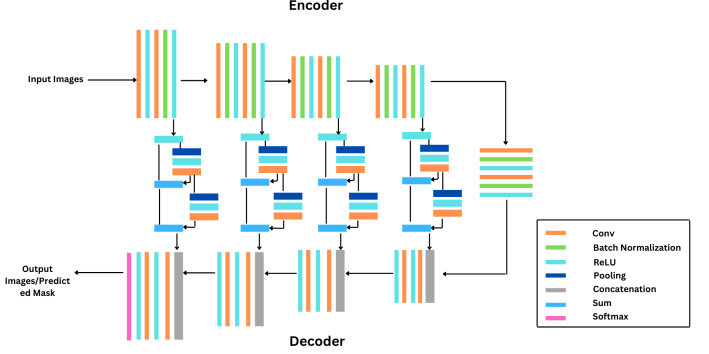 Encoder
Input Images
Conv
Batch Normalization
ReLU
Pooling
Concatenation
Sum
Softmax
Output
Images/Predict
ed Mask
Decoder